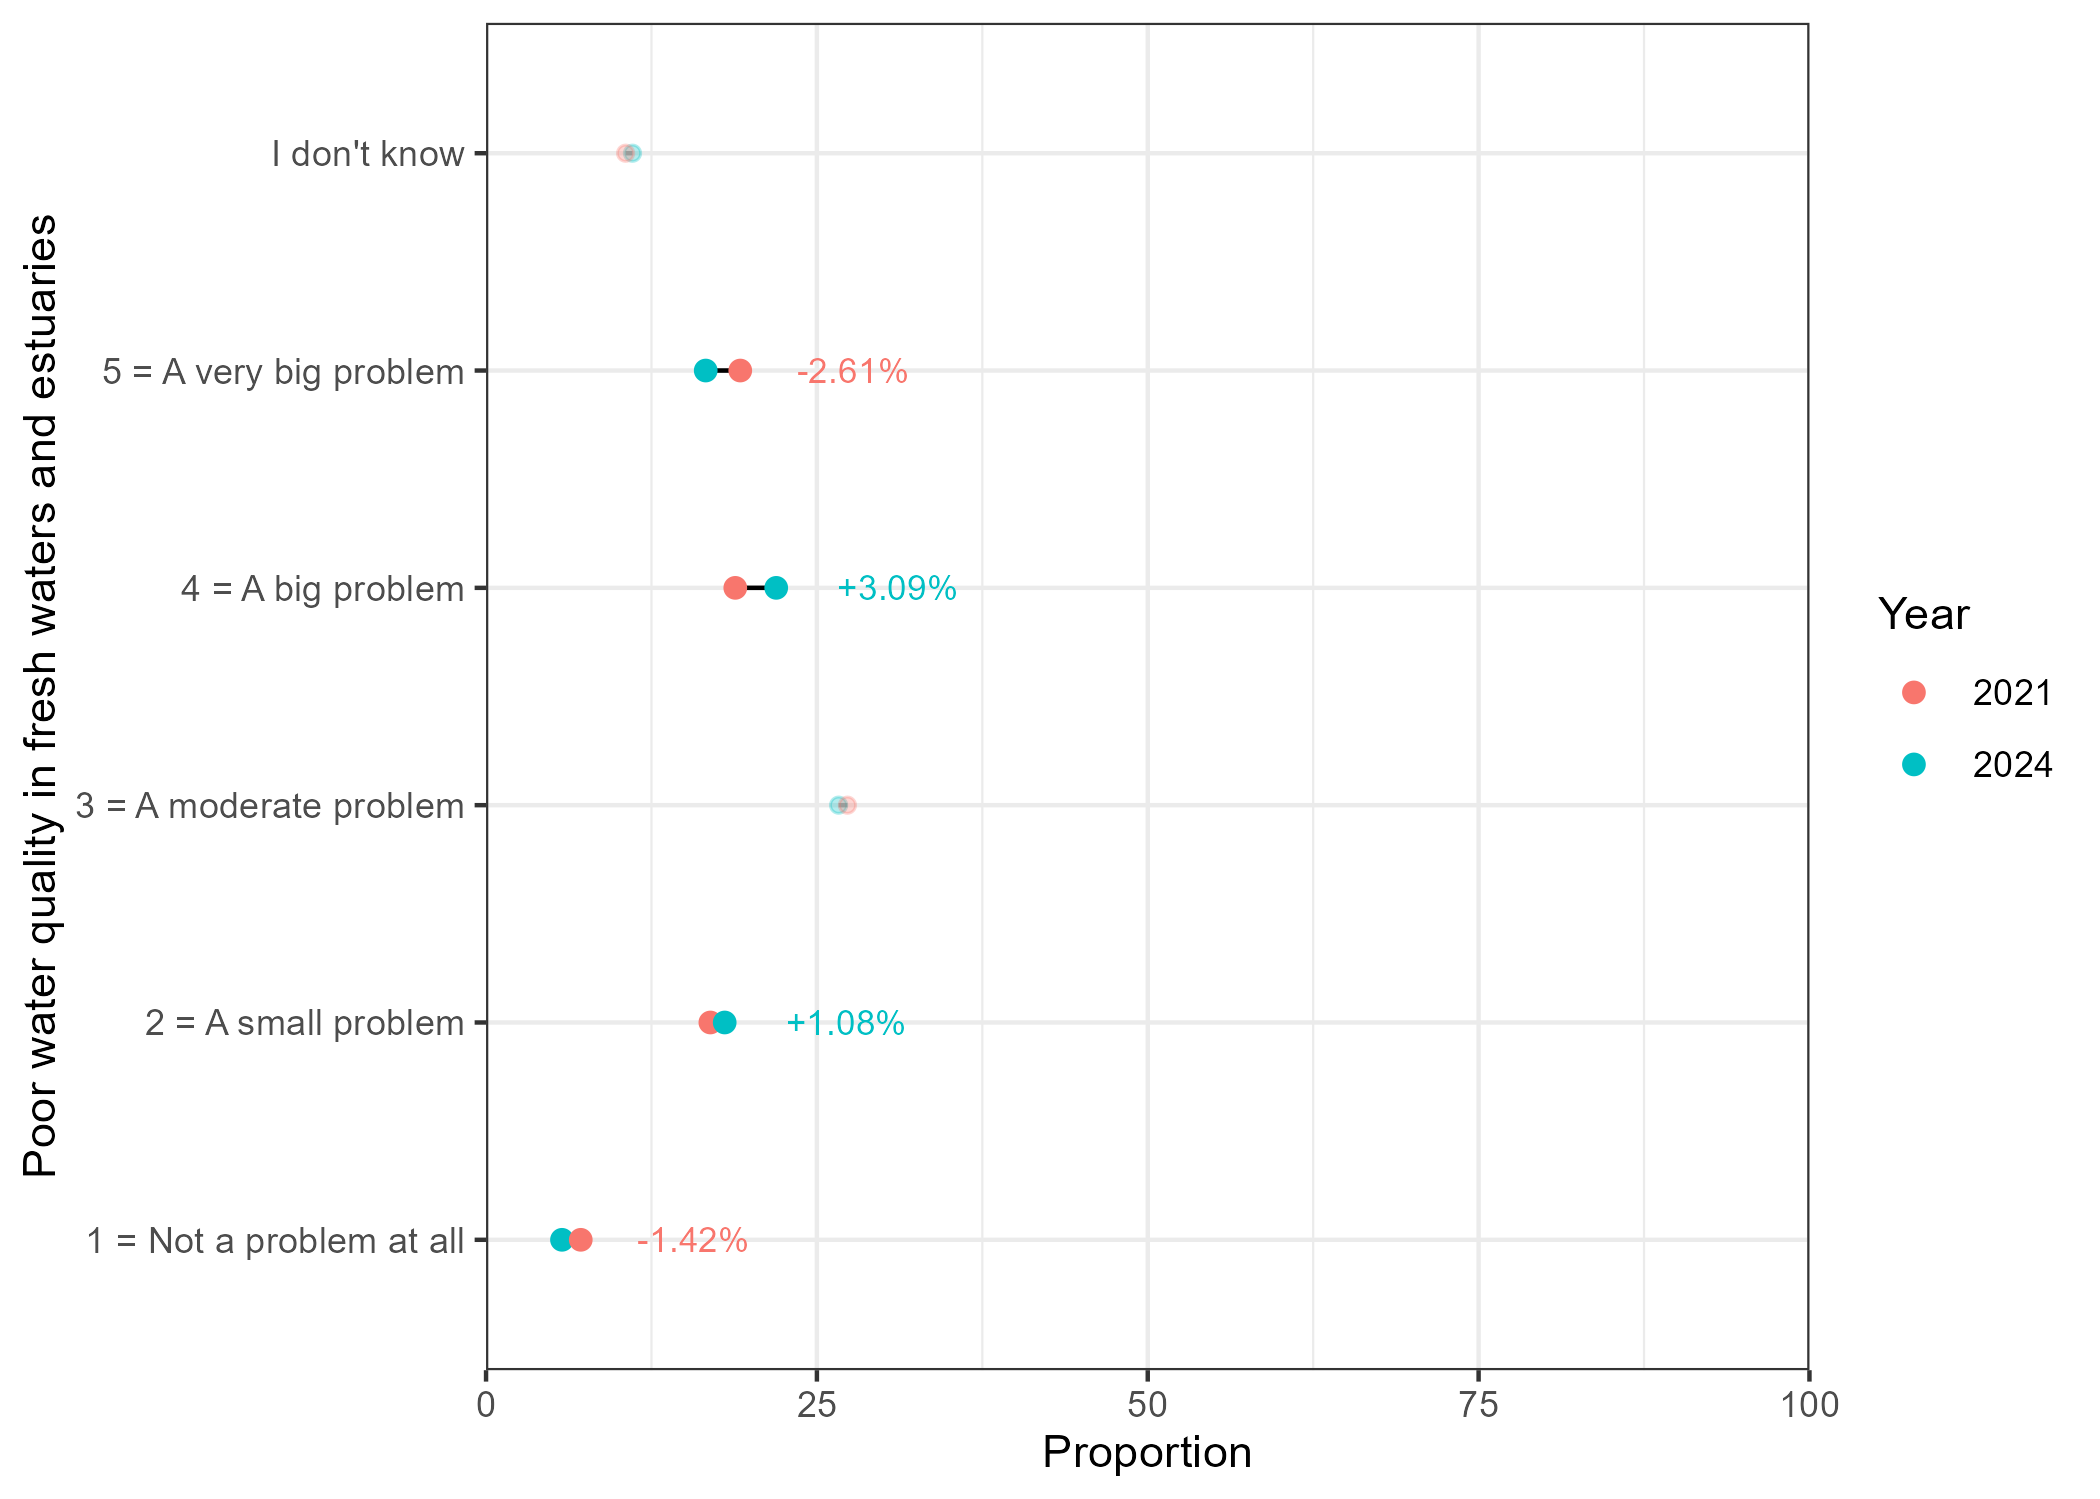 Poor water quality in fresh waters and estuaries
I don't know
5 = A very big problem
-2.61%
4 = A big problem
+3.09%
3 = A moderate problem
2 = A small problem
+1.08%
1 = Not a problem at all
-1.42%
0
25
50
75
100
Proportion
Year
2021
2024